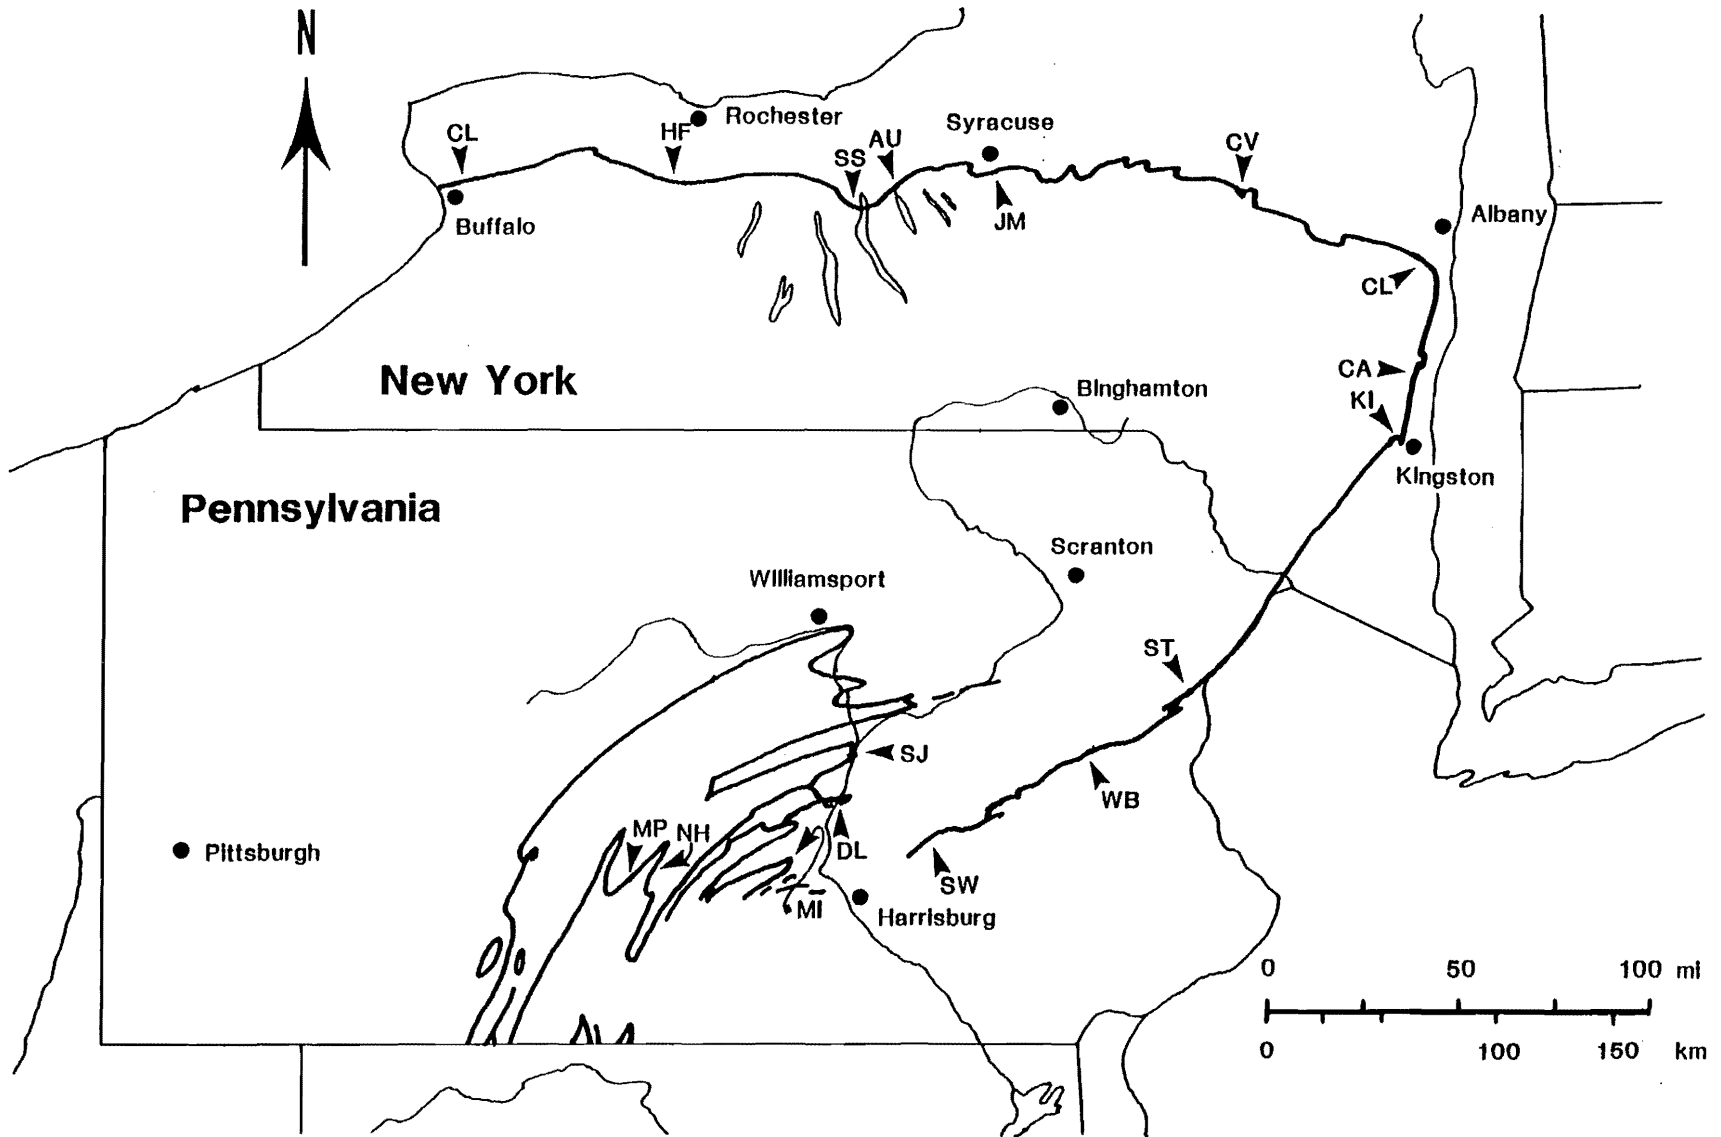 N
Rochester
CL
HF
AU
Syracuse
SS
CV
JM
Buffalo
Albany
CL
New York
CA
KI
Binghamton
Kingston
Pennsylvania
Scranton
Williamsport
ST
SJ
WB
MP
NH
DL
Pittsburgh
SW
MI
Harrisburg
0 50 100 mi
0 100 150 km